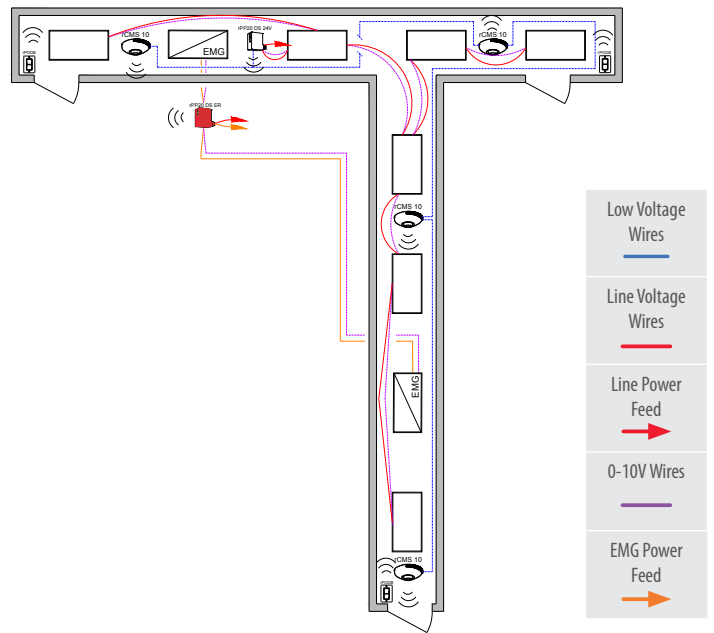 rPODB
rCMS 10
EMG
rPP20 DS 24V
rCMS 10
rPODB
rPP20 DS ER
rCMS 10
EMG
rCMS 10
rPODB
Low Voltage
Wires
Line Voltage
Wires
Line Power
Feed
0-10V Wires
EMG Power
Feed